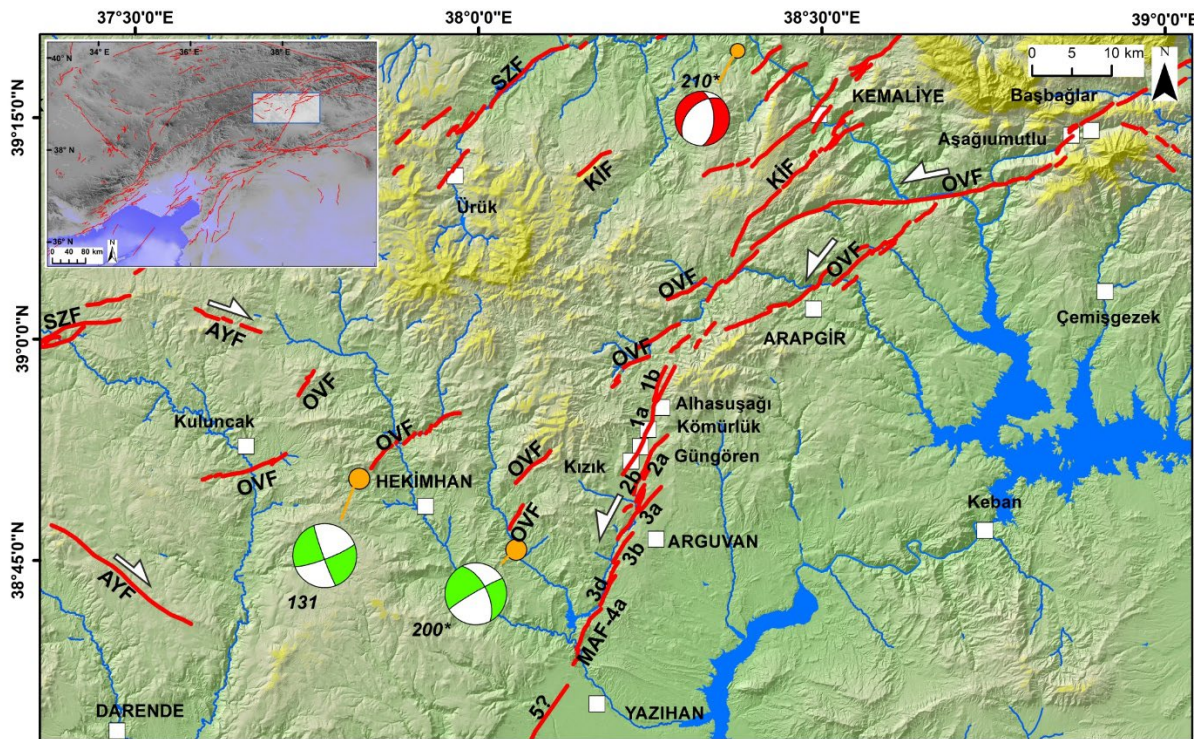 37°30'0"E
38°0'0"E
38°30'0"E
39°0'0"E
39°15'0"N
39°0'0"N
38°45'0"N
34° E
36° E
38° E
40° N
38° N
36° N
N
0 40 80 km
SZF
210*
KEMALİYE
Başbağlar
0 5 10 km
N
Aşağıumutlu
KİF
KİF
OVF
Ürük
OVF
OVF
SZF
AYF
ARAPGİR
Çemişgezek
OVF
OVF
1b
Alhasuşağı
1a
Kömürlük
Kuluncak
OVF
OVF
Kızık
Güngören
2a
2b
OVF
HEKİMHAN
3a
Keban
OVF
ARGUVAN
3b
AYF
3d
131
200*
MAF-4a
DARENDE
5?
YAZIHAN